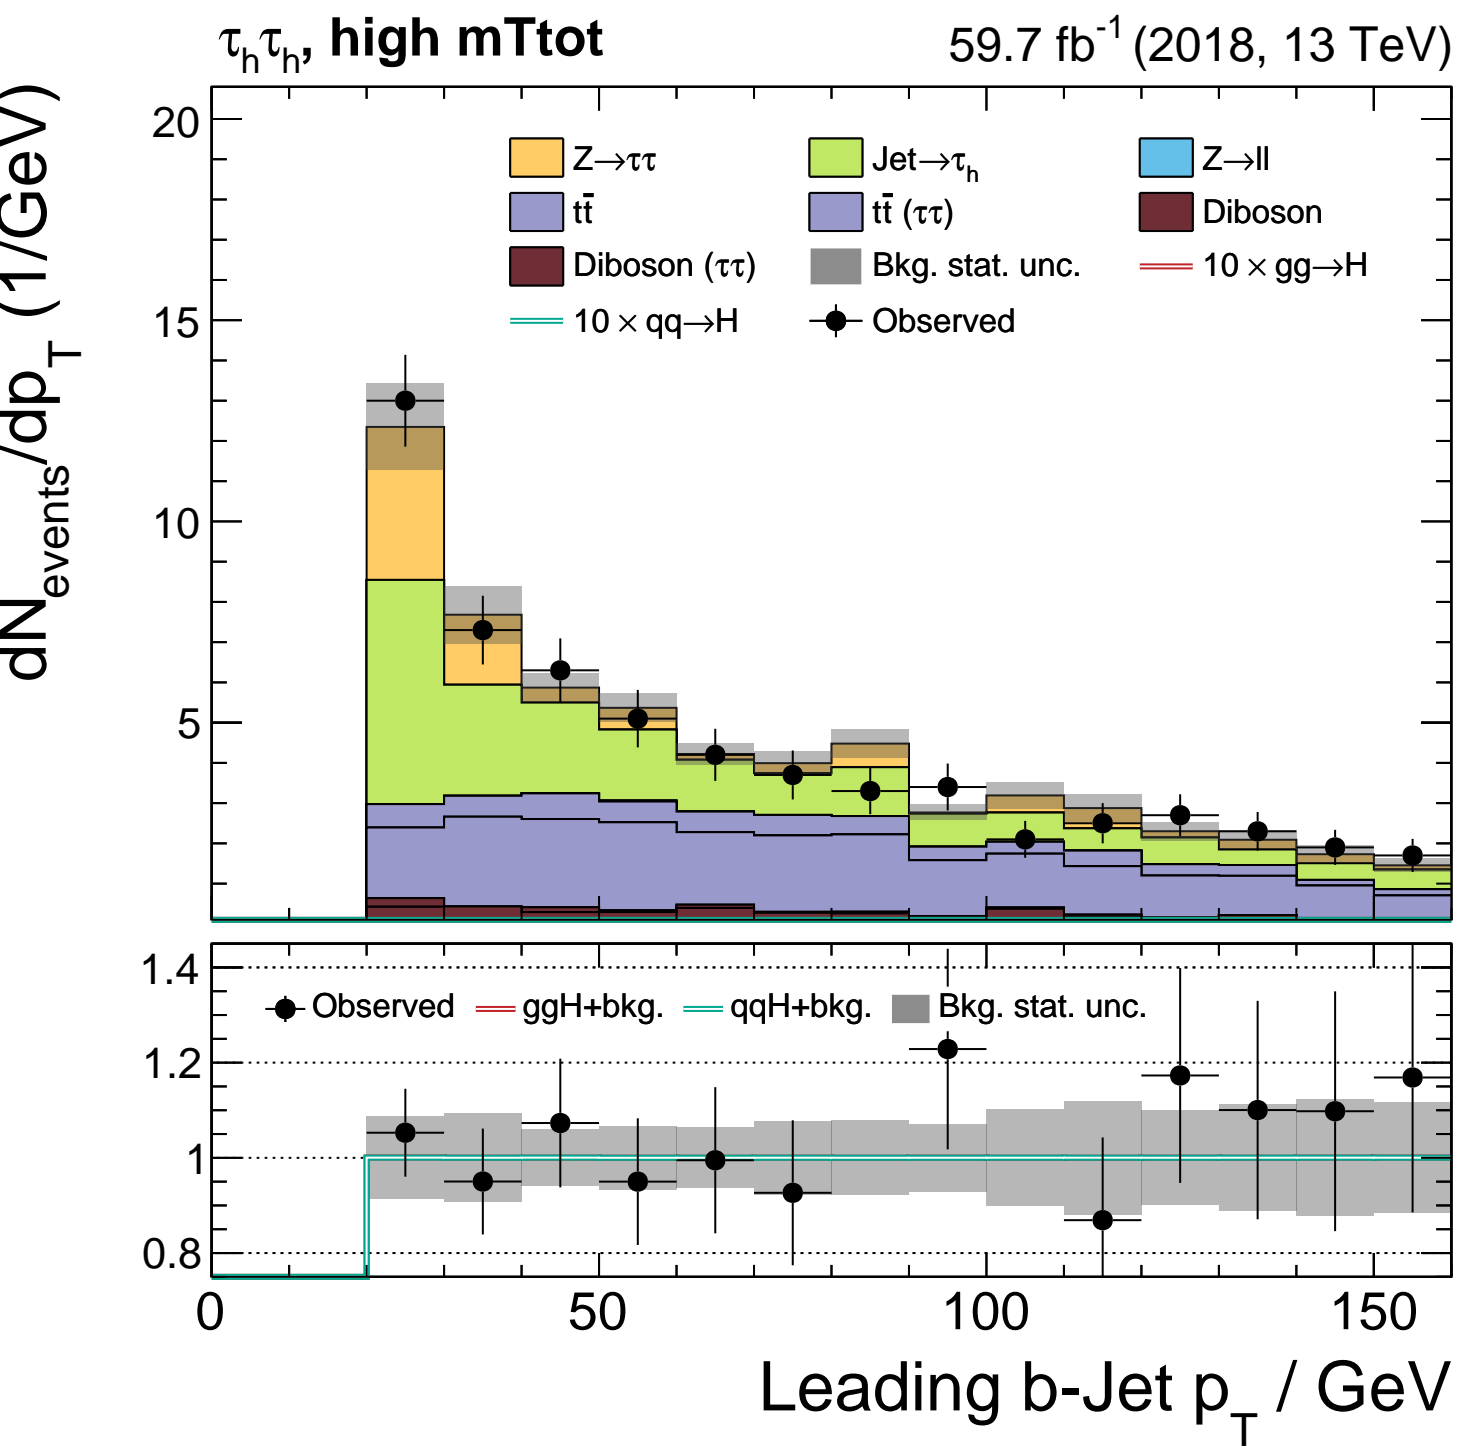 τhτh, high mTtot
59.7 fb-1 (2018, 13 TeV)
dNevents/dpT (1/GeV)
20
15
10
5
Z→ττ Jet→τh Z→ll
tt̄ tt̄ (ττ) Diboson
Diboson (ττ) Bkg. stat. unc. 10 × gg→H
10 × qq→H Observed
1.4
1.2
1
0.8
Observed ggH+bkg. qqH+bkg. Bkg. stat. unc.
0 50 100 150
Leading b-Jet pT / GeV